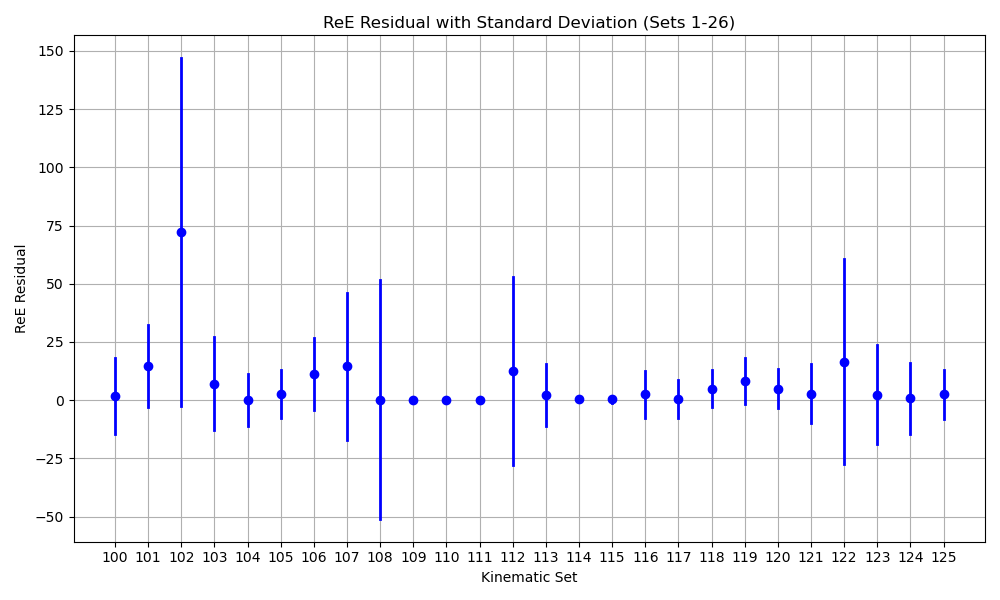 ReE Residual with Standard Deviation (Sets 1-26)
150
125
100
75
50
25
0
−25
−50
ReE Residual
100 101 102 103 104 105 106 107 108 109 110 111 112 113 114 115 116 117 118 119 120 121 122 123 124 125
Kinematic Set